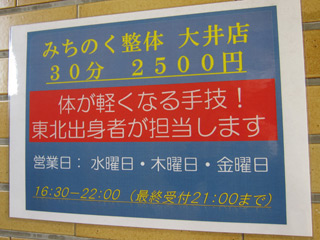 みちのく整体 大井店
30分 2500円
体が軽くなる手技！
東北出身者が担当します
営業日： 水曜日・木曜日・金曜日
16:30－22:00 （最終受付21:00まで）